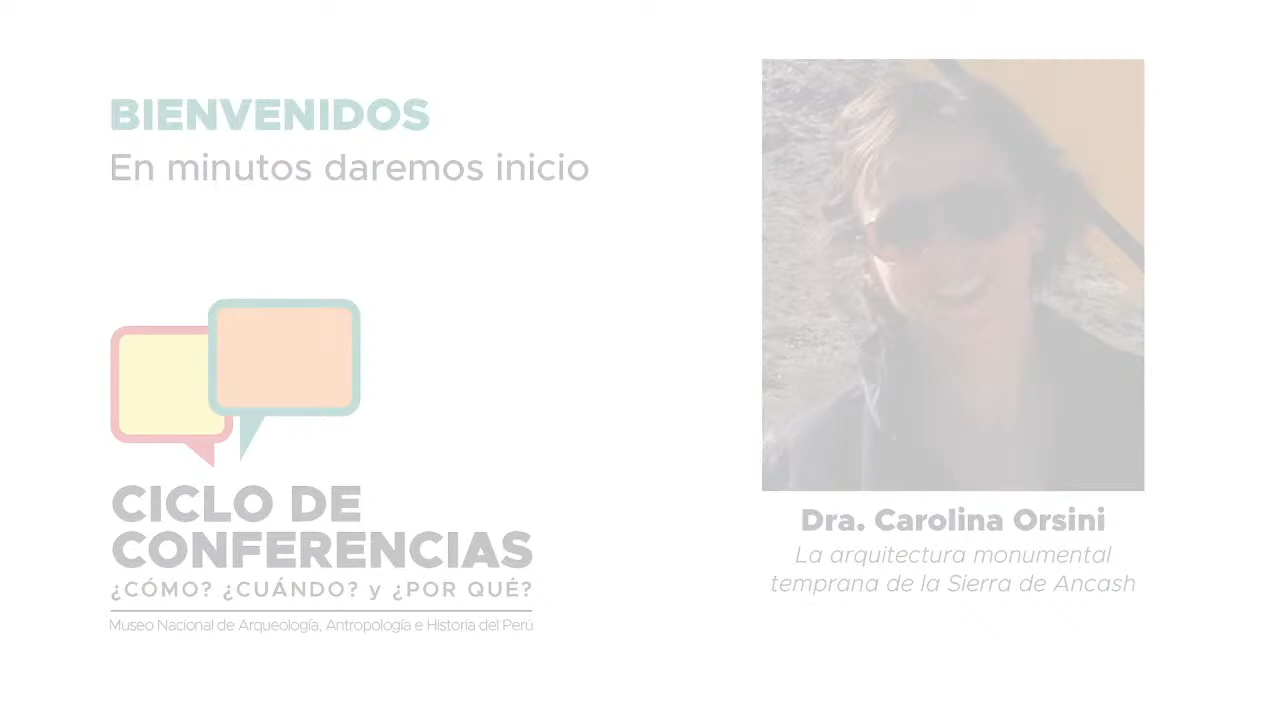 BIENVENIDOS
En minutos daremos inicio
CICLO DE
CONFERENCIAS
¿CÓMO? ¿CUÁNDO? y ¿POR QUÉ?
Museo Nacional de Arqueología, Antropología e Historia del Perú
Dra. Carolina Orsini
La arquitectura monumental
temprana de la Sierra de Ancash